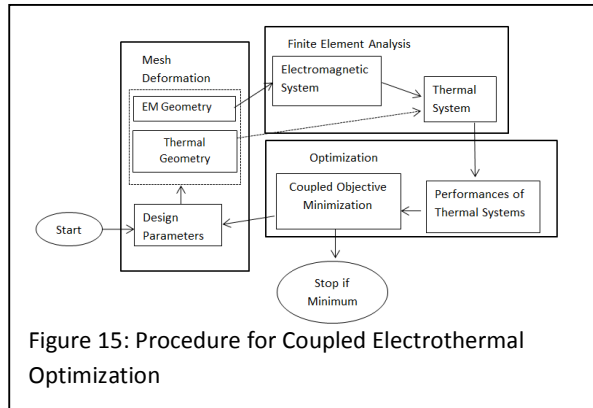 Finite Element Analysis
Mesh
Deformation
EM Geometry
Thermal
Geometry
Electromagnetic
System
Thermal
System
Optimization
Coupled Objective
Minimization
Performances of
Thermal Systems
Start
Design
Parameters
Stop if
Minimum
Figure 15: Procedure for Coupled Electrothermal
Optimization